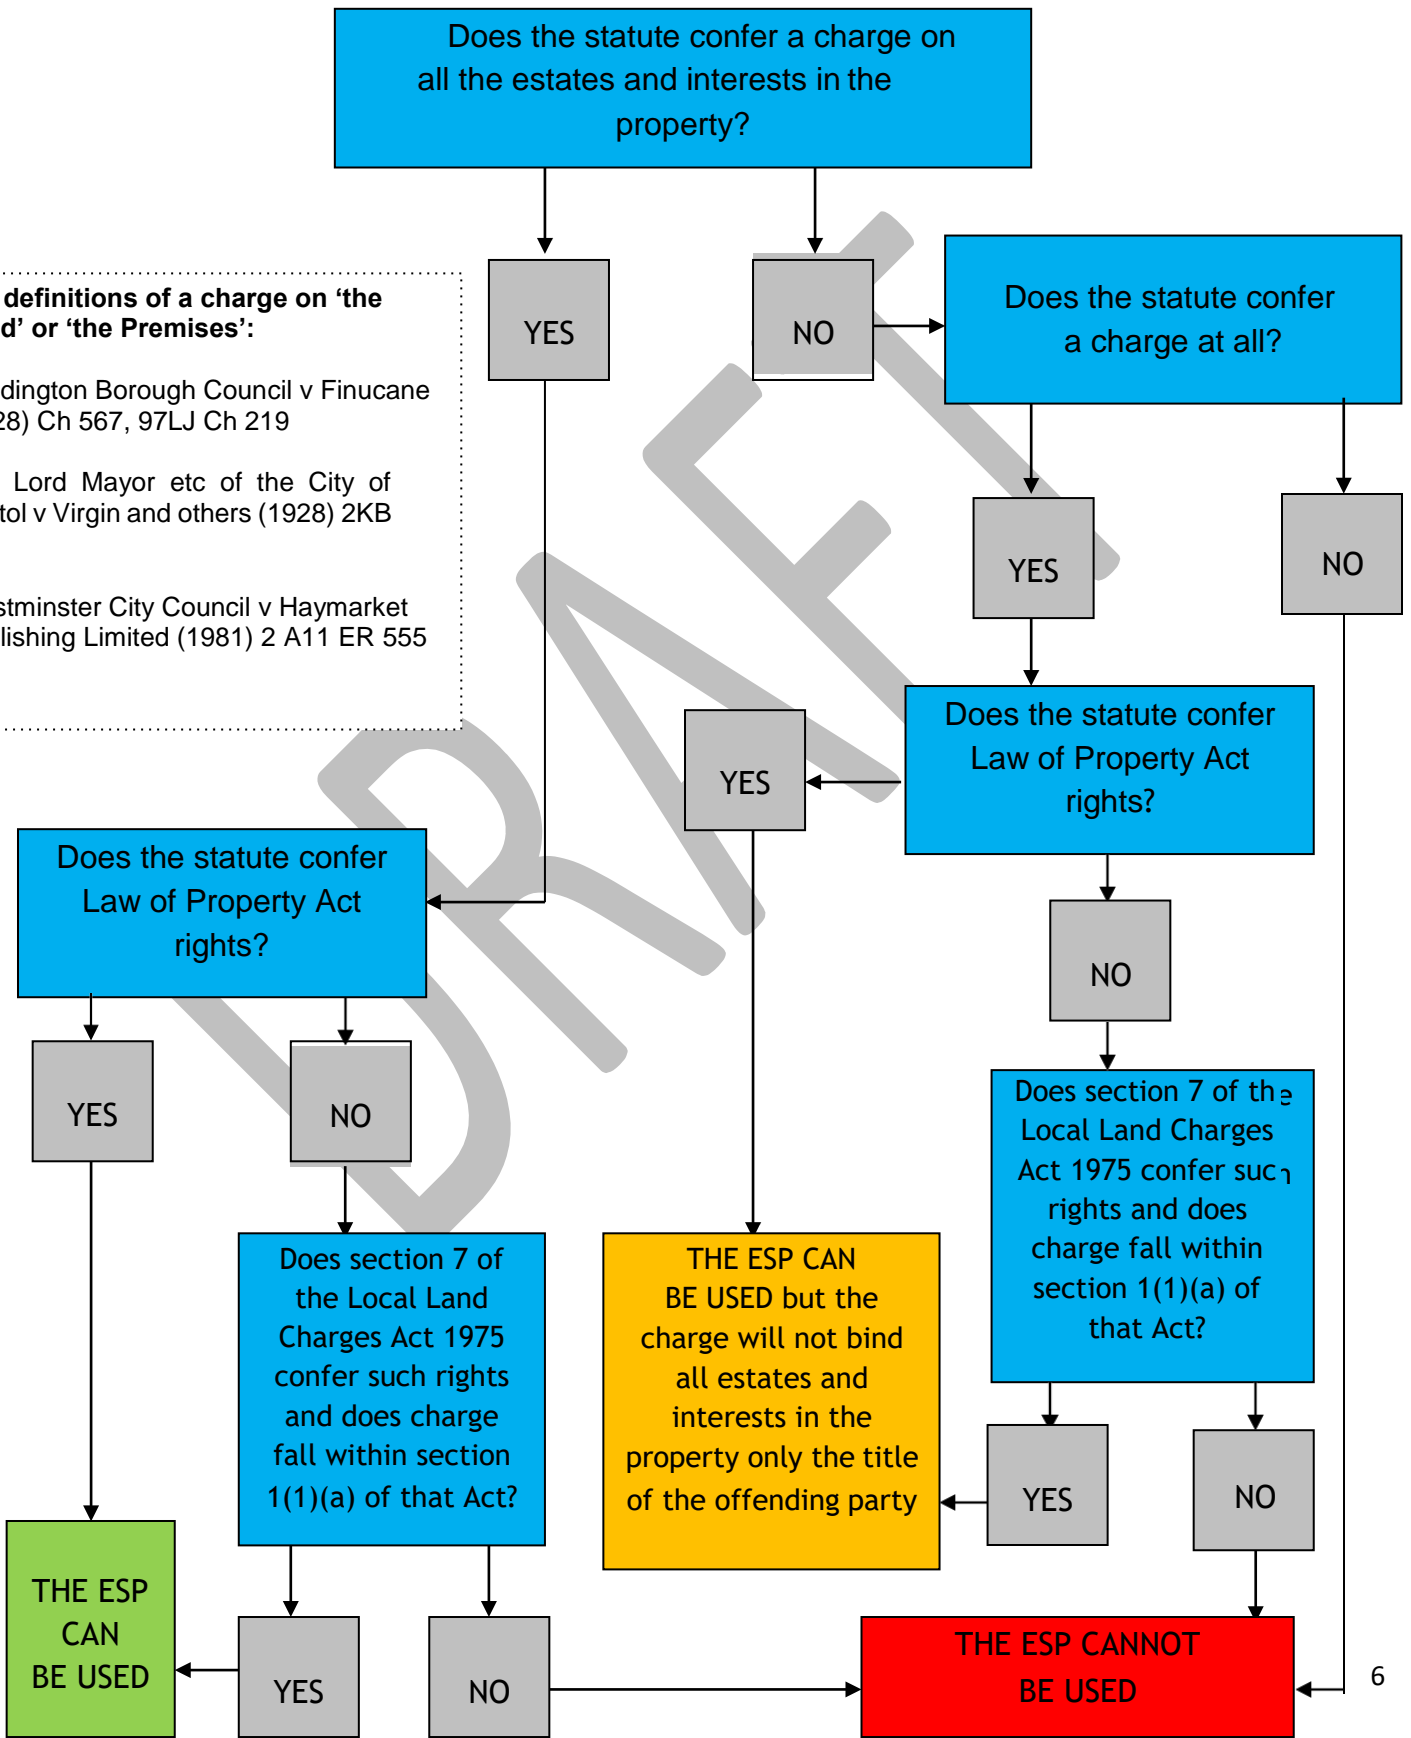 Does the statute confer a charge on
all the estates and interests in the
property?
definitions of a charge on ‘the
’ or ‘the Premises’:
Borough Council v Finucane
Ch 567, 97LJ Ch 219
Lord Mayor etc of the City of
v Virgin and others (1928) 2KB
City Council v Haymarket
Limited (1981) 2 A11 ER 555
YES
NO
Does the statute confer
a charge at all?
YES
NO
Does the statute confer
Law of Property Act
rights?
YES
Does the statute confer
Law of Property Act
rights?
NO
YES
NO
Does section 7 of the
Local Land Charges
Act 1975 confer such
rights and does
charge fall within
section 1(1)(a) of
that Act?
Does section 7 of
the Local Land
Charges Act 1975
confer such rights
and does charge
fall within section
1(1)(a) of that Act?
THE ESP CAN
BE USED but the
charge will not bind
all estates and
interests in the
property only the title
of the offending party
YES
NO
THE ESP
CAN
BE USED
YES
NO
THE ESP CANNOT
BE USED
6
DRAFT